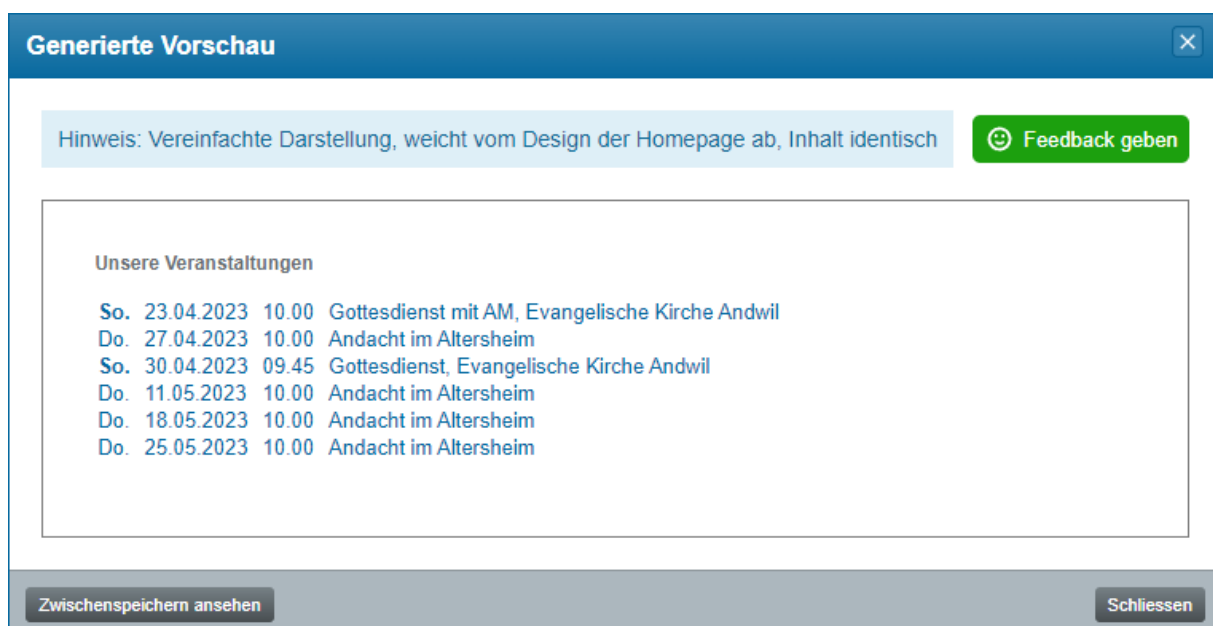 Generierte Vorschau
Hinweis: Vereinfachte Darstellung, weicht vom Design der Homepage ab, Inhalt identisch
Feedback geben
Unsere Veranstaltungen
So. 23.04.2023 10.00 Gottesdienst mit AM, Evangelische Kirche Andwil
Do. 27.04.2023 10.00 Andacht im Altersheim
So. 30.04.2023 09.45 Gottesdienst, Evangelische Kirche Andwil
Do. 11.05.2023 10.00 Andacht im Altersheim
Do. 18.05.2023 10.00 Andacht im Altersheim
Do. 25.05.2023 10.00 Andacht im Altersheim
Zwischenspeichern ansehen
Schliessen